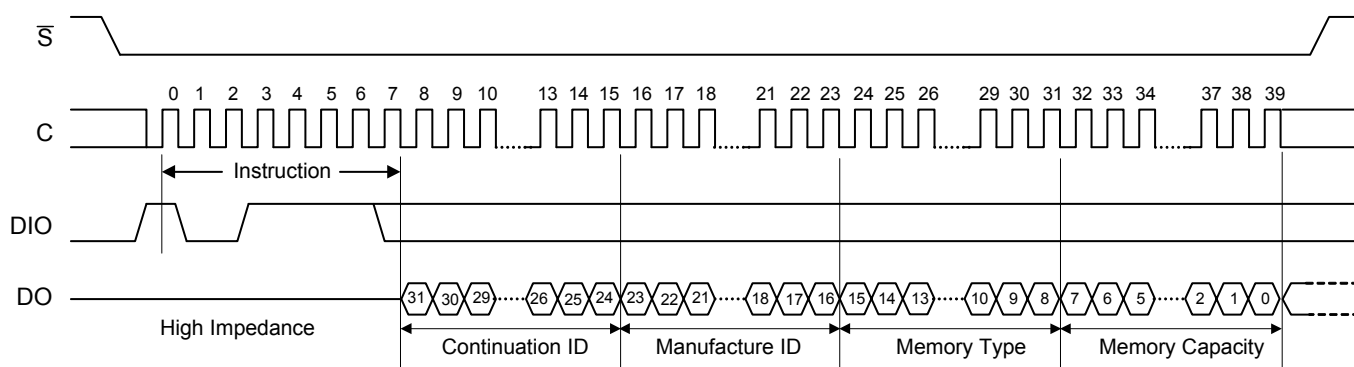 S
0 1 2 3 4 5 6 7 8 9 10 13 14 15 16 17 18 21 22 23 24 25 26 29 30 31 32 33 34 37 38 39
C
Instruction
DIO
DO
31 30 29 26 25 24 23 22 21 18 17 16 15 14 13 10 9 8 7 6 5 2 1 0
High Impedance
Continuation ID Manufacture ID Memory Type Memory Capacity